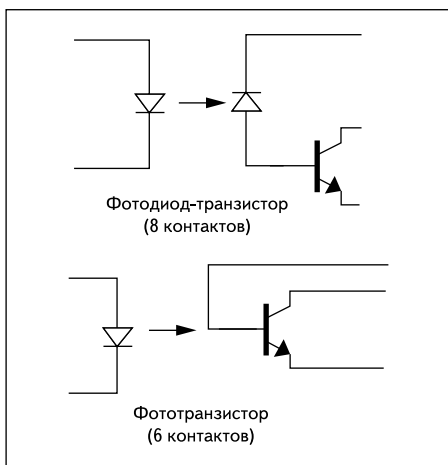 Фотодиод-транзистор
(8 контактов)
Фототранзистор
(6 контактов)